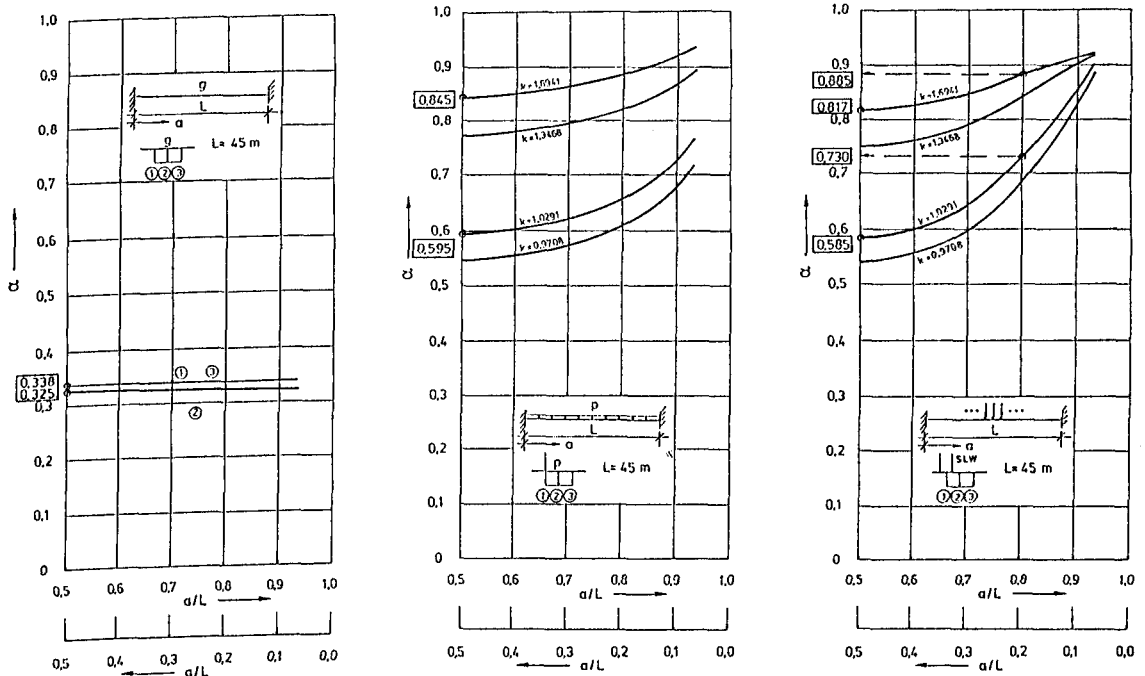 1,0
0,9
0,8
0,7
0,6
0,5
0,4
0,3
0,2
0,1
0
α
g
L
a
g
L= 45 m
① ② ③
0,338
0,325
① ③
②
0,5 0,6 0,7 0,8 0,9 1,0
a/L
0,5 0,4 0,3 0,2 0,1 0,0
a/L
1,0
0,9
0,8
0,7
0,6
0,5
0,4
0,3
0,2
0,1
0
α
0,845
0,595
k=1,6941
k=1,3468
k=1,0291
k=0,9708
p
L
a
p
L= 45 m
① ② ③
0,5 0,6 0,7 0,8 0,9 1,0
a/L
0,5 0,4 0,3 0,2 0,1 0,0
a/L
1,0
0,9
0,8
0,7
0,6
0,5
0,4
0,3
0,2
0,1
0
α
0,885
0,817
0,730
0,585
k=1,6941
k=1,3468
k=1,0291
k=0,9708
L
a
SLW
L= 45 m
① ② ③
0,5 0,6 0,7 0,8 0,9 1,0
a/L
0,5 0,4 0,3 0,2 0,1 0,0
a/L